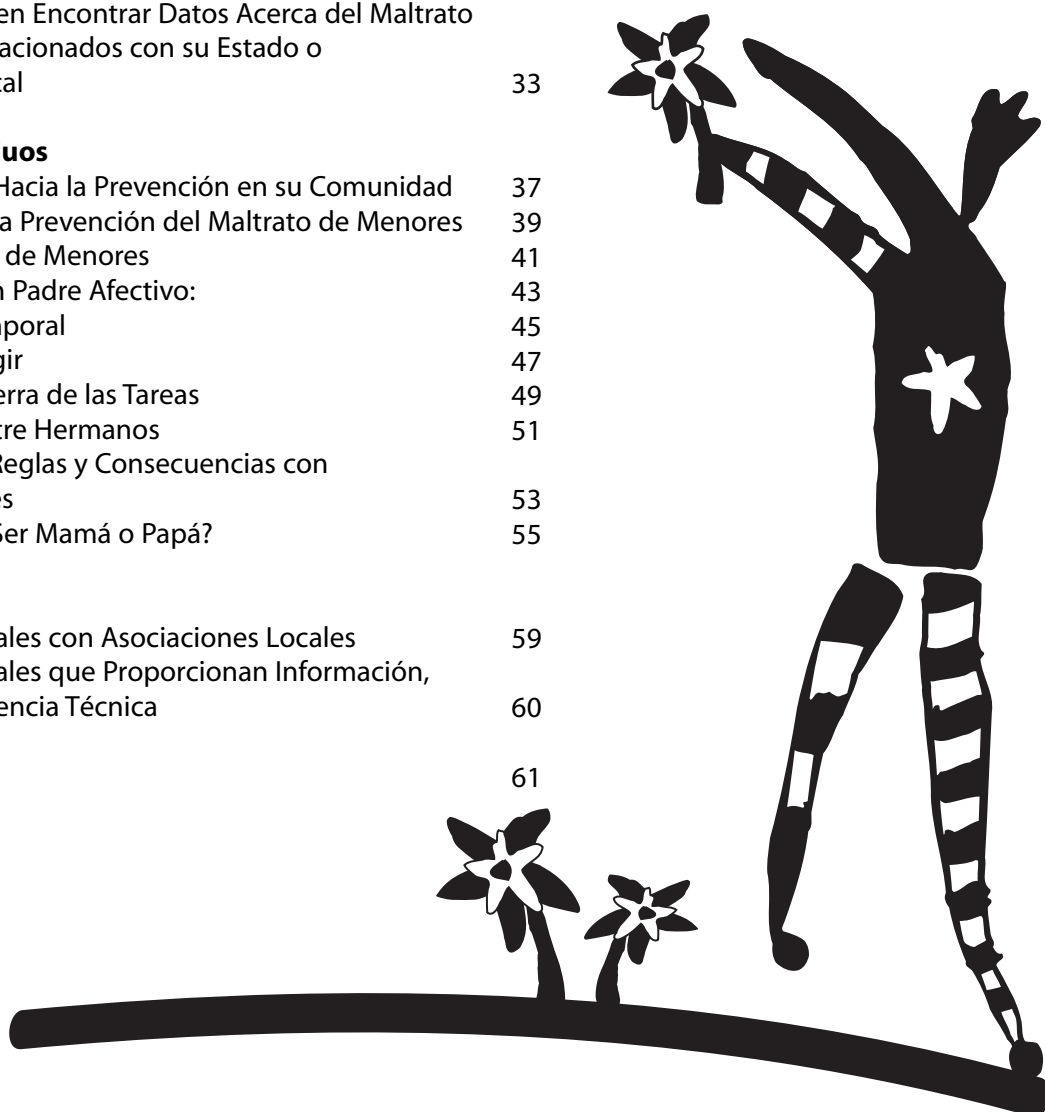 en Encontrar Datos Acerca del Maltrato
acionados con su Estado o
al 33
uos
Hacia la Prevención en su Comunidad 37
a Prevención del Maltrato de Menores 39
de Menores 41
n Padre Afectivo: 43
poral 45
gir 47
erra de las Tareas 49
tre Hermanos 51
Reglas y Consecuencias con
es 53
Ser Mamá o Papá? 55
ales con Asociaciones Locales 59
ales que Proporcionan Información,
encia Técnica 60
61